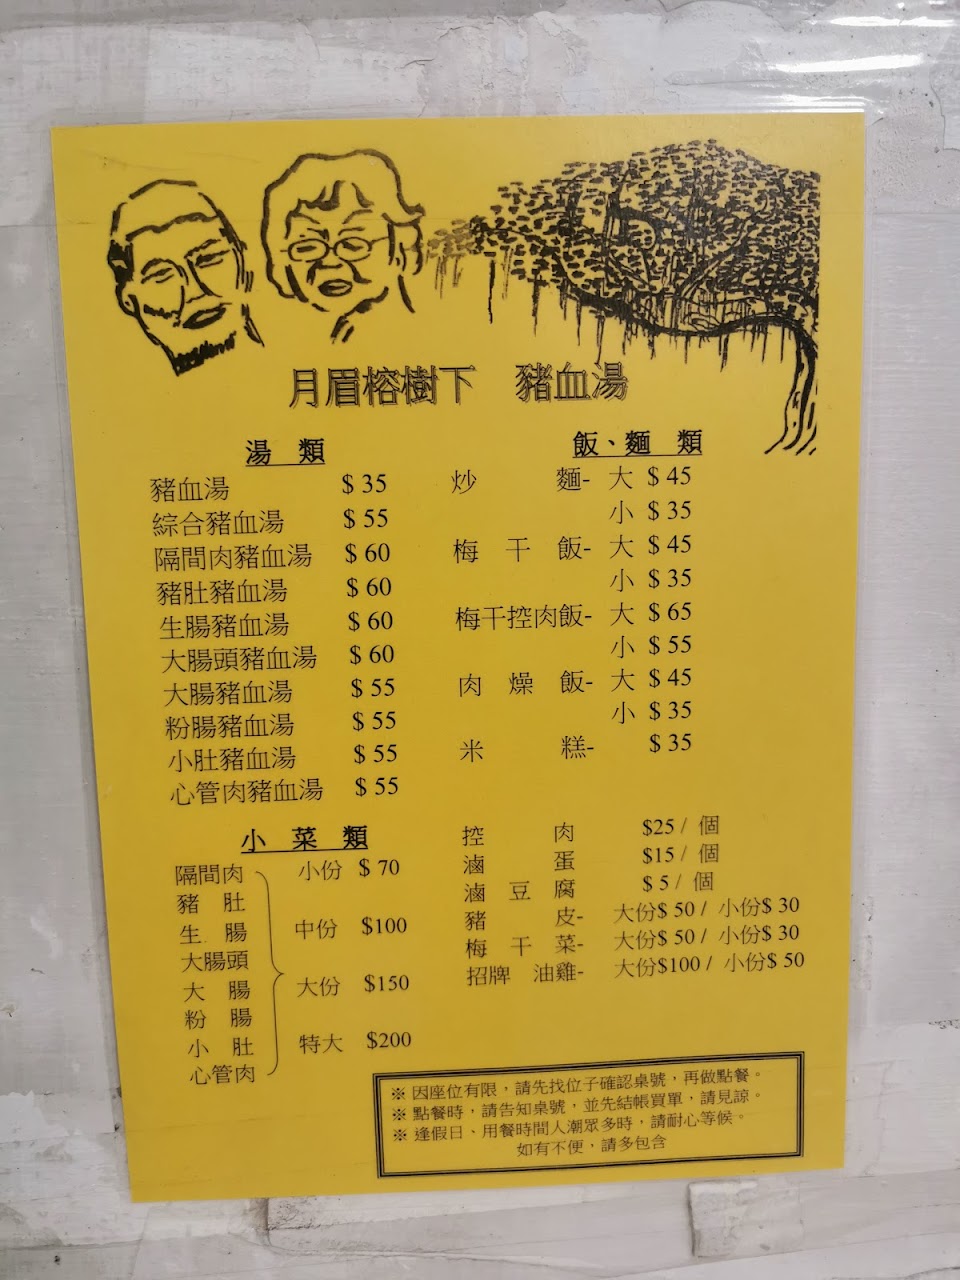 月眉榕樹下　豬血湯
湯　類
豬血湯 $ 35
綜合豬血湯 $ 55
隔間肉豬血湯 $ 60
豬肚豬血湯 $ 60
生腸豬血湯 $ 60
大腸頭豬血湯 $ 60
大腸豬血湯 $ 55
粉腸豬血湯 $ 55
小肚豬血湯 $ 55
心管肉豬血湯 $ 55
飯、麵　類
炒　麵- 大 $ 45
小 $ 35
梅　干　飯- 大 $ 45
小 $ 35
梅干控肉飯- 大 $ 65
小 $ 55
肉　燥　飯- 大 $ 45
小 $ 35
米　糕- $ 35
小　菜　類
隔間肉 小份 $ 70
豬　肚
生　腸 中份 $100
大腸頭
大　腸 大份 $150
粉　腸
小　肚 特大 $200
心管肉
控　肉 $25 / 個
滷　蛋 $15 / 個
滷　豆　腐 $ 5 / 個
豬　皮- 大份$ 50 / 小份$ 30
梅　干　菜- 大份$ 50 / 小份$ 30
招牌　油雞- 大份$100 / 小份$ 50
※ 因座位有限，請先找位子確認桌號，再做點餐。
※ 點餐時，請告知桌號，並先結帳買單，請見諒。
※ 逢假日、用餐時間人潮眾多時，請耐心等候。
如有不便，請多包含